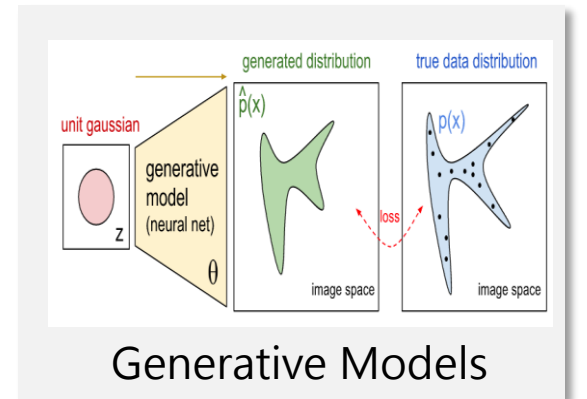 generated distribution
true data distribution
p̂(x)
p(x)
unit gaussian
generative
model
(neural net)
loss
z
θ
image space
image space
Generative Models